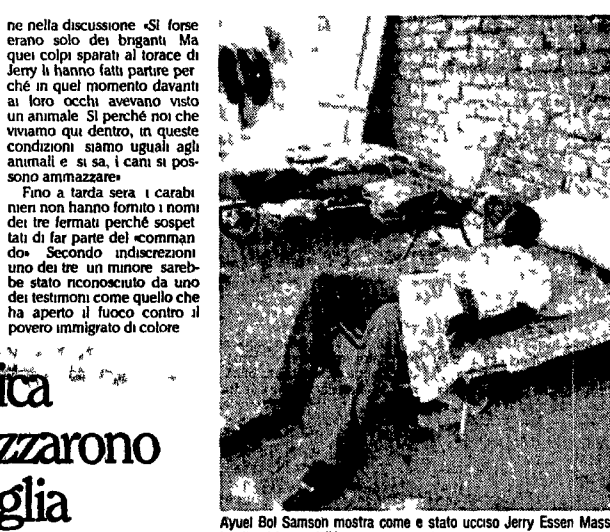 ne nella discussione «Si forse
erano solo dei briganti Ma
quei colpi sparati al torace di
Jerry li hanno fatti partire per
ché in quel momento davanti
ai loro occhi avevano visto
un animale Si perché noi che
viviamo qui dentro, in queste
condizioni siamo uguali agli
animali e si sa, i cani si pos-
sono ammazzare»
Fino a tarda sera i carabi
nieri non hanno fornito i nomi
dei tre fermati perché sospet
tati di far parte del «comman
do» Secondo indiscrezioni
uno dei tre un minore sareb-
be stato riconosciuto da uno
dei testimoni come quello che
ha aperto il fuoco contro il
povero immigrato di colore
ica
zzarono
glia
Ayuel Bol Samson mostra come e stato ucciso Jerry Essen Mass